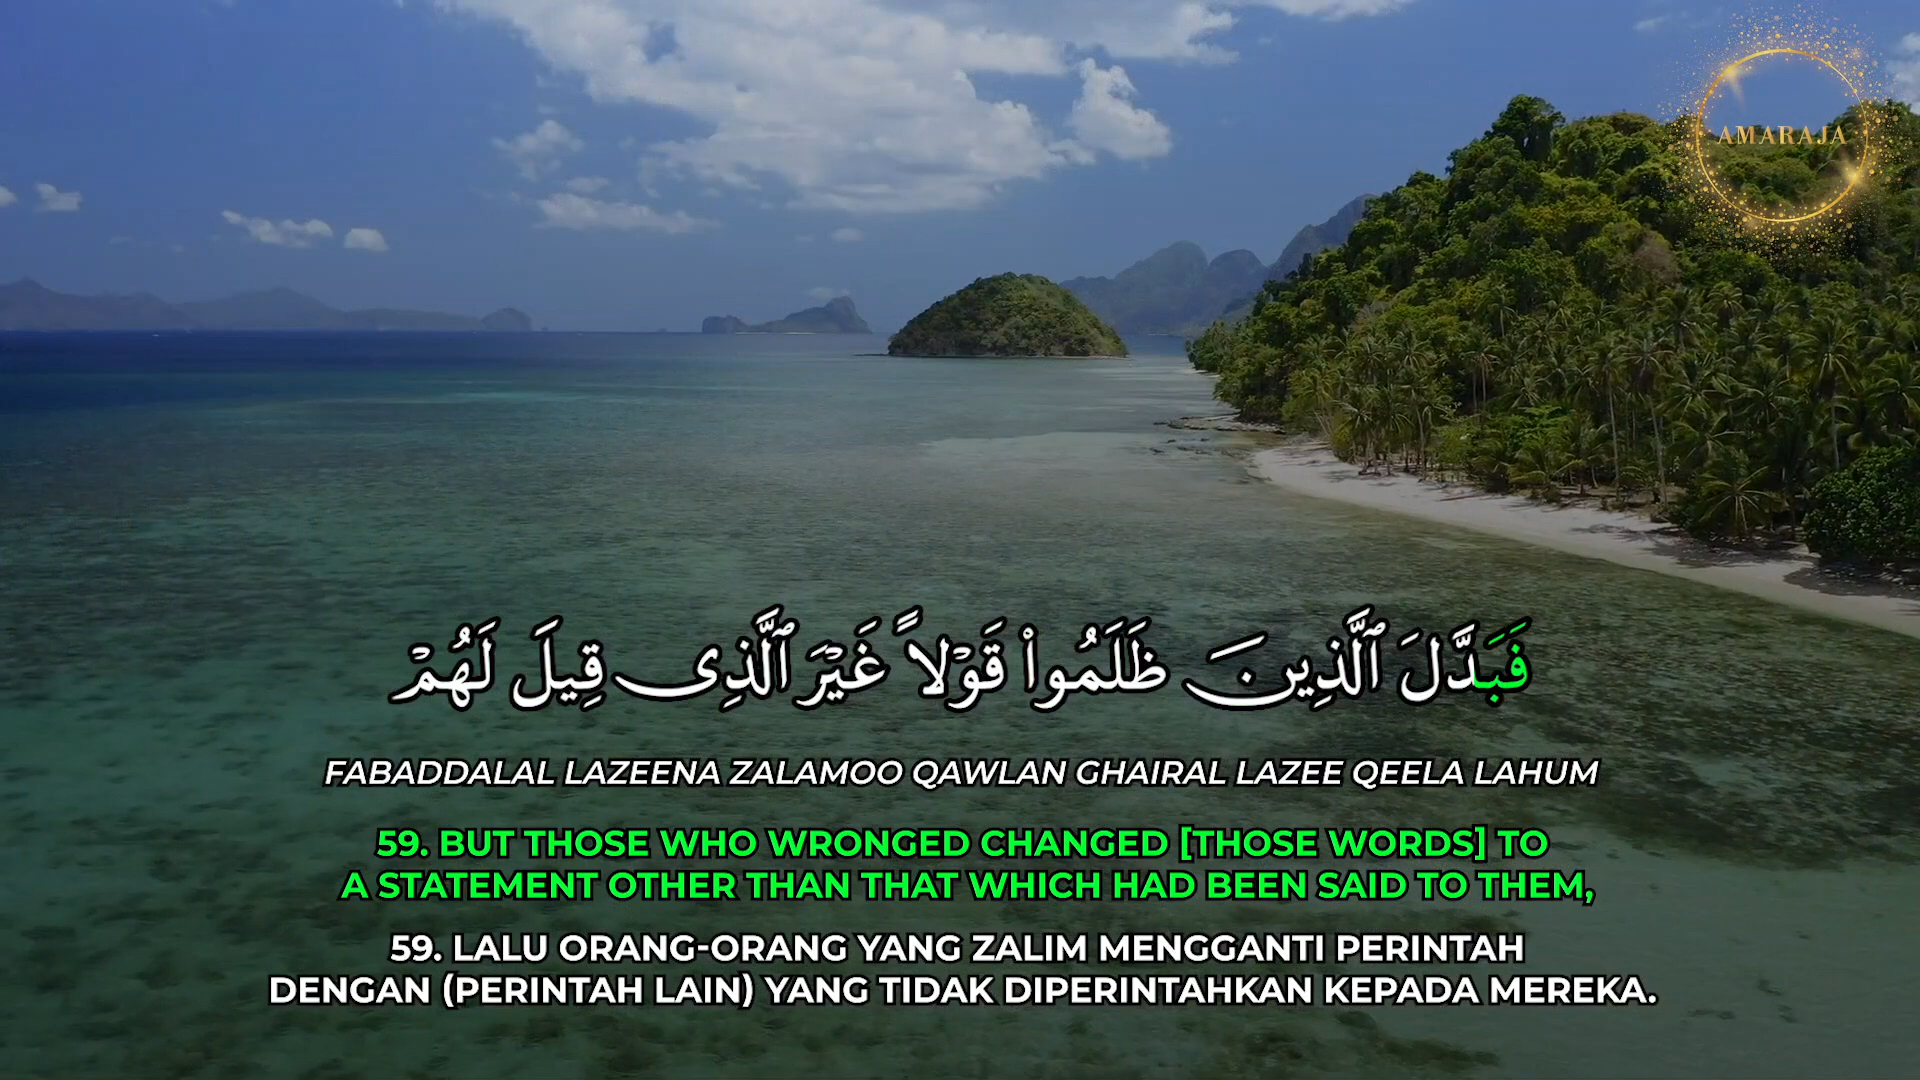 AMARAJA
فَبَدَّلَ ٱلَّذِينَ ظَلَمُوا۟ قَوْلًا غَيْرَ ٱلَّذِى قِيلَ لَهُمْ
FABADDALAL LAZEENA ZALAMOO QAWLAN GHAIRAL LAZEE QEELA LAHUM
59. BUT THOSE WHO WRONGED CHANGED [THOSE WORDS] TO
A STATEMENT OTHER THAN THAT WHICH HAD BEEN SAID TO THEM,
59. LALU ORANG-ORANG YANG ZALIM MENGGANTI PERINTAH
DENGAN (PERINTAH LAIN) YANG TIDAK DIPERINTAHKAN KEPADA MEREKA.